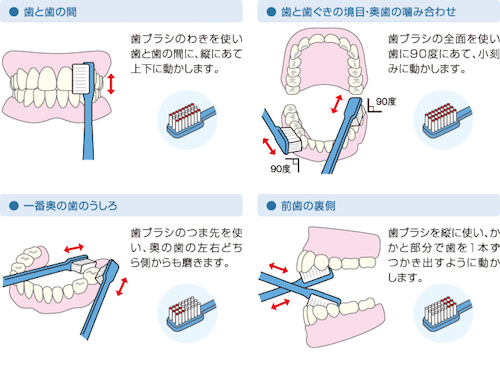 ● 歯と歯の間
歯ブラシのわきを使い
歯と歯の間に、縦にあて
上下に動かします。
● 歯と歯ぐきの境目・奥歯の噛み合わせ
歯ブラシの全面を使い
歯に90度にあて、小刻
みに動かします。
90度
90度
● 一番奥の歯のうしろ
歯ブラシのつま先を使
い、奥の歯の左右どち
ら側からも磨きます。
● 前歯の裏側
歯ブラシを縦に使い、か
かと部分で歯を1本ず
つかき出すように動か
します。